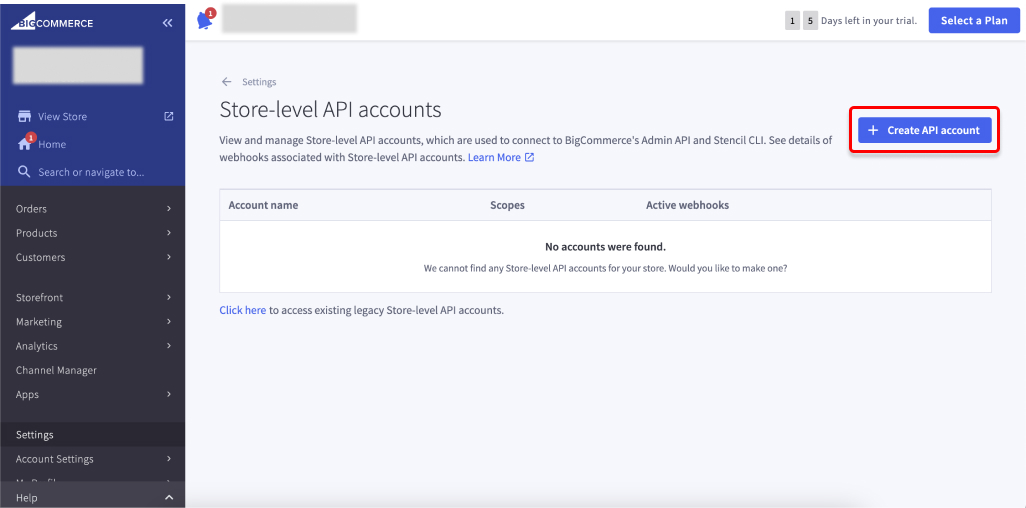 BIGCOMMERCE
View Store
1
Home
Search or navigate to...
Orders
Products
Customers
Storefront
Marketing
Analytics
Channel Manager
Apps
Settings
Account Settings
Help
1
1 5 Days left in your trial.
Select a Plan
Settings
Store-level API accounts
View and manage Store-level API accounts, which are used to connect to BigCommerce's Admin API and Stencil CLI. See details of
webhooks associated with Store-level API accounts. Learn More
+ Create API account
Account name Scopes Active webhooks
No accounts were found.
We cannot find any Store-level API accounts for your store. Would you like to make one?
Click here to access existing legacy Store-level API accounts.